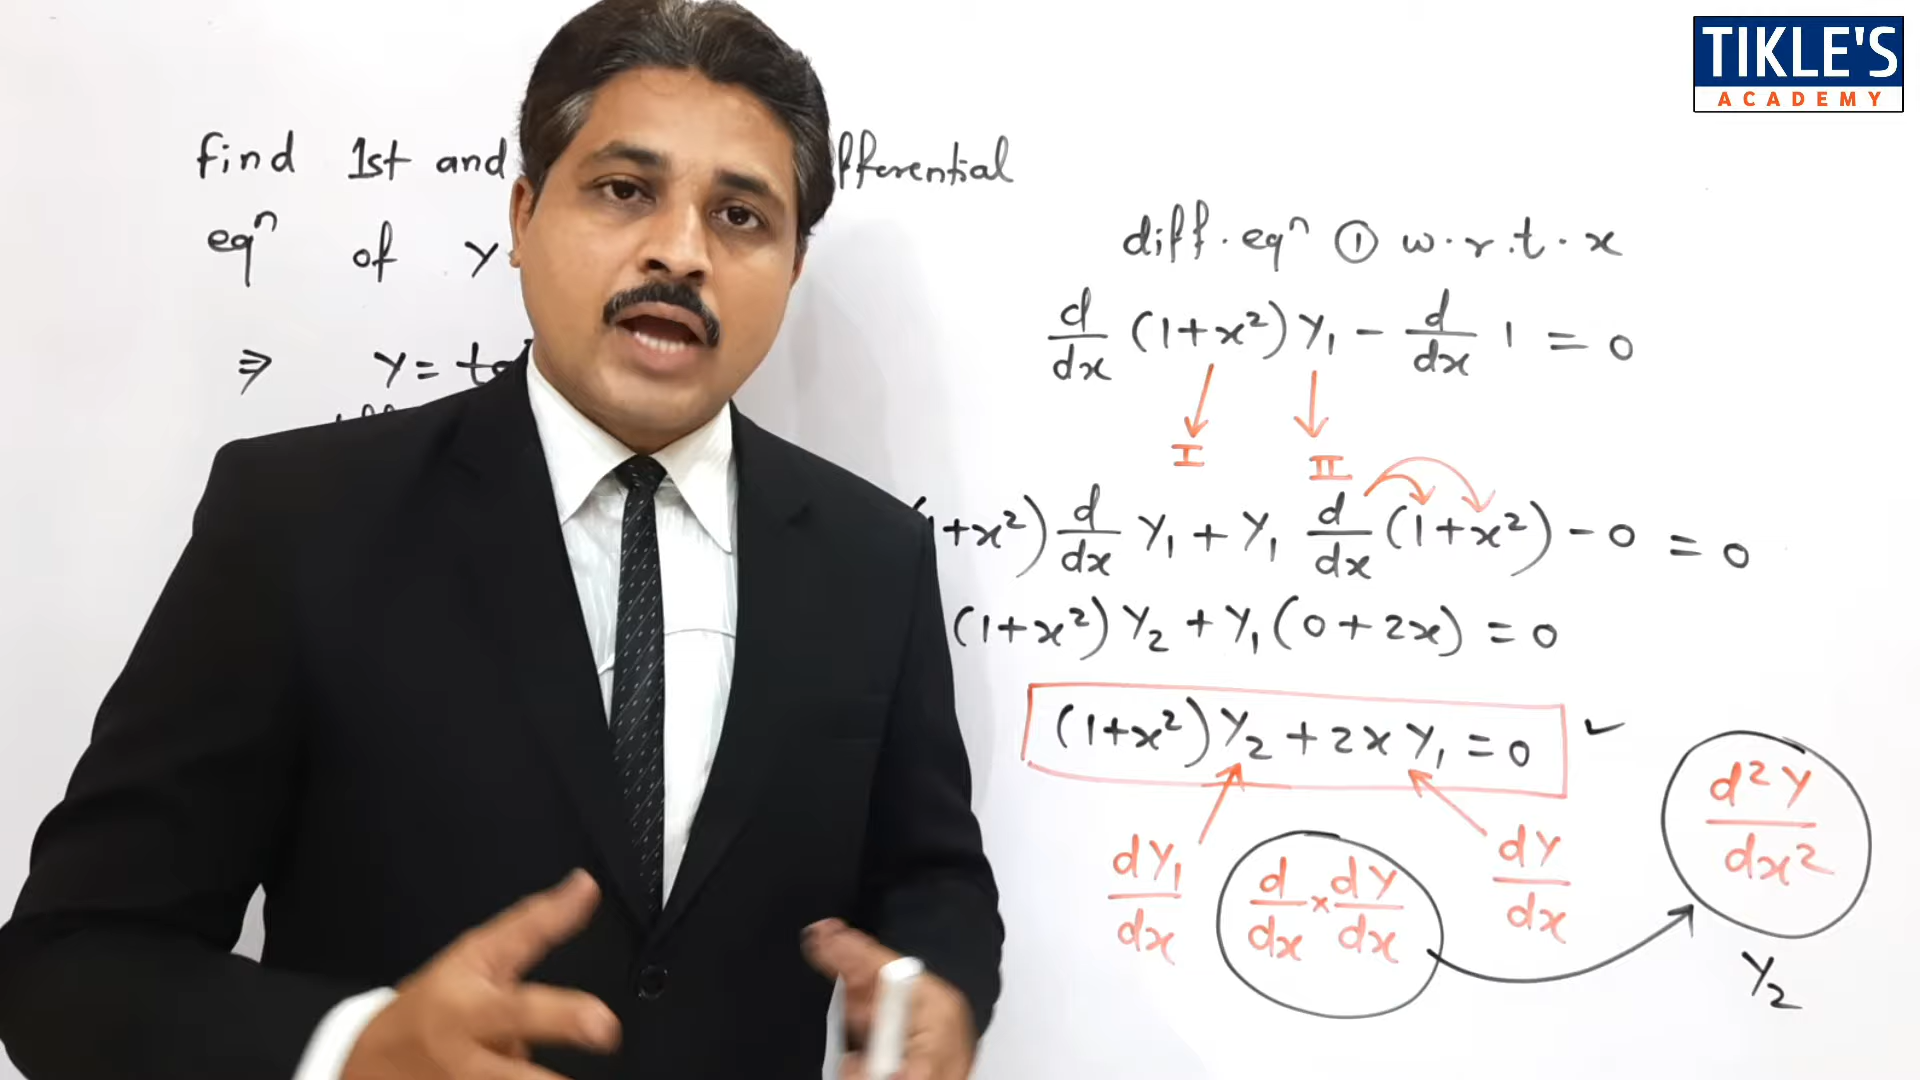 TIKLE'S
ACADEMY
find 1st and
eqⁿ of y
⇒ y =
diff. eqⁿ ① w.r.t. x
d/dx (1+x²) y₁ − d/dx 1 = 0
I II
+x²) d/dx y₁ + y₁ d/dx (1+x²) − 0 = 0
(1+x²) y₂ + y₁ (0 + 2x) = 0
(1+x²) y₂ + 2x y₁ = 0 ✓
dy₁/dx d/dx × dy/dx dy/dx d²y/dx²
y₂